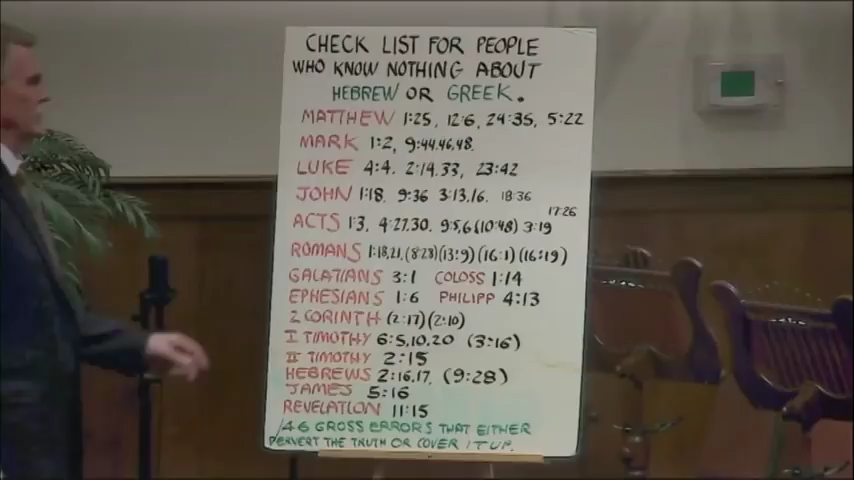 CHECK LIST FOR PEOPLE
WHO KNOW NOTHING ABOUT
HEBREW OR GREEK.
MATTHEW 1:25, 12:6, 24:35, 5:22
MARK 1:2, 9:44.46.48.
LUKE 4:4. 2:14.33, 23:42
JOHN 1:18. 9:36 3:13,16. 18:36
17:26
ACTS 1:3, 4:27.30. 9:5,6(10:48) 3:19
ROMANS 1:18,21,(8:28)(13:9)(16:1)(16:19)
GALATIANS 3:1 COLOSS 1:14
EPHESIANS 1:6 PHILIPP 4:13
2 CORINTH (2:17)(2:10)
I TIMOTHY 6:5,10.20 (3:16)
II TIMOTHY 2:15
HEBREWS 2:16.17. (9:28)
JAMES 5:16
REVELATION 11:15
46 GROSS ERRORS THAT EITHER
PERVERT THE TRUTH OR COVER IT UP.